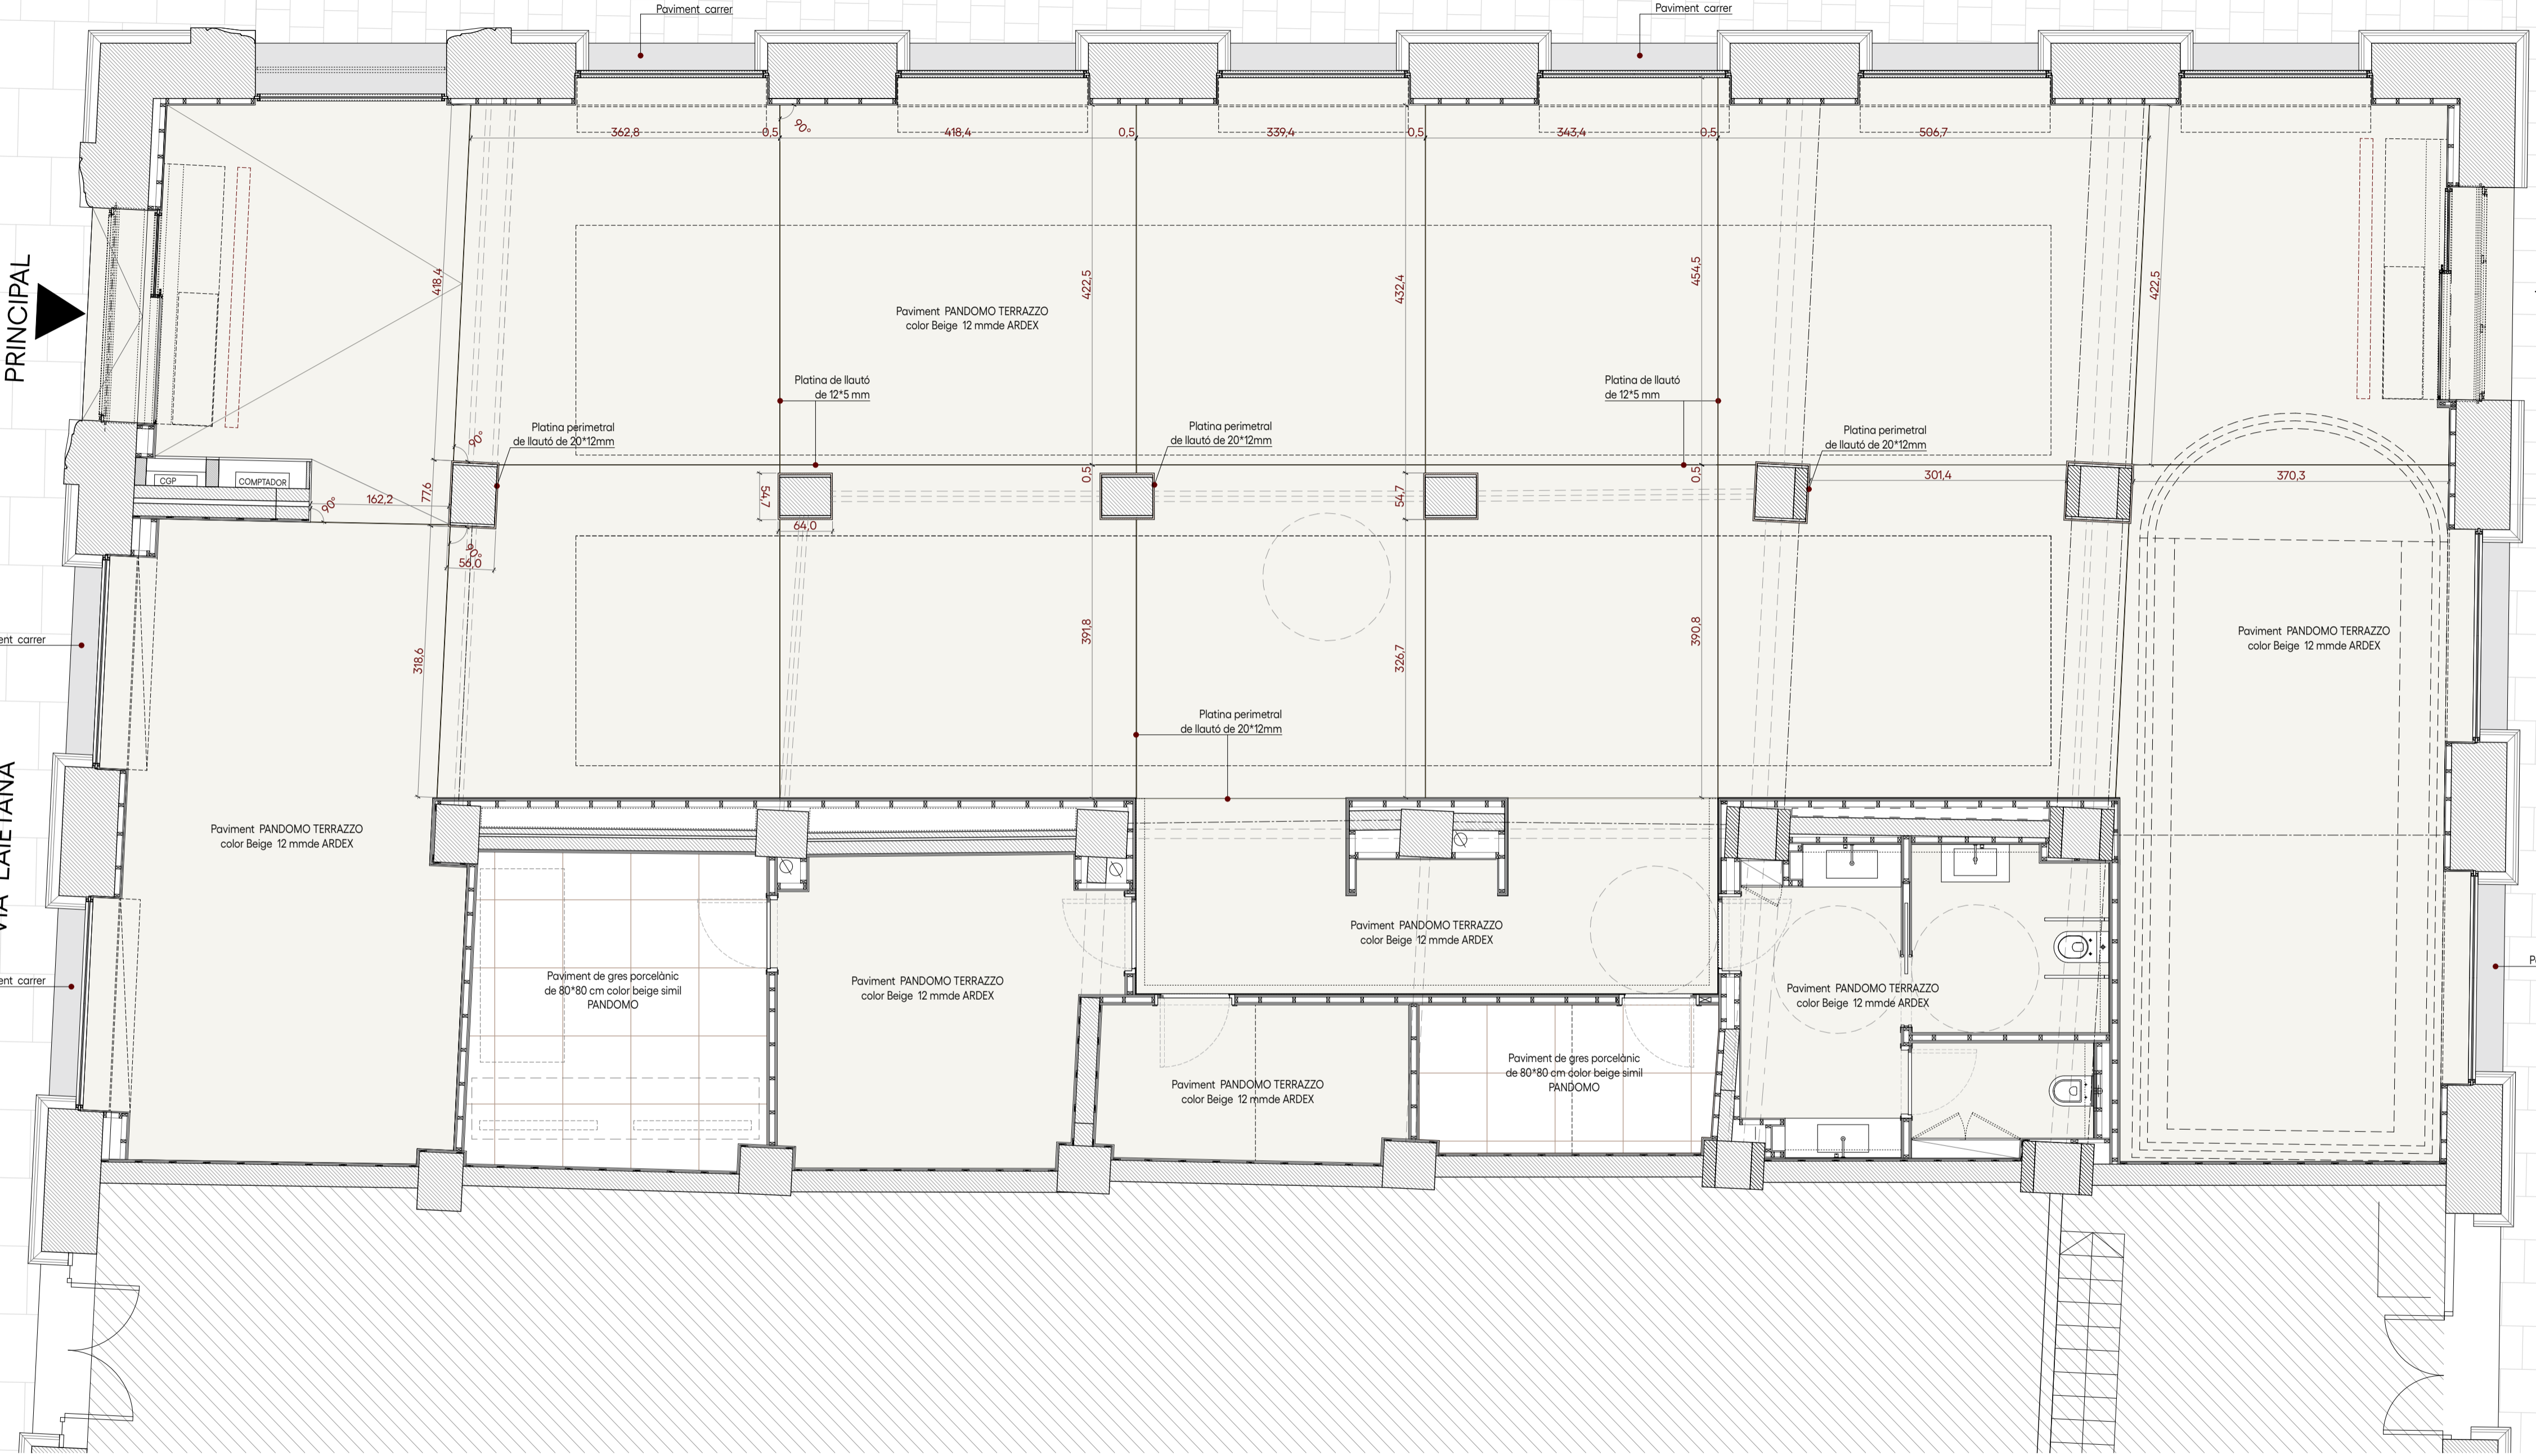 Paviment carrer
Paviment carrer
362,8
0,5
90°
418,4
0,5
339,4
0,5
343,4
0,5
506,7
PRINCIPAL
418,4
422,5
432,4
454,5
422,5
Paviment PANDOMO TERRAZZO
color Beige 12 mmde ARDEX
Platina de llautó
de 12*5 mm
Platina de llautó
de 12*5 mm
Platina perimetral
de llautó de 20*12mm
Platina perimetral
de llautó de 20*12mm
Platina perimetral
de llautó de 20*12mm
90°
CGP
COMPTADOR
162,2
90°
77,6
54,7
64,0
0,5
54,7
0,5
301,4
370,3
90°
56,0
318,6
391,8
326,7
390,8
ent carrer
Paviment PANDOMO TERRAZZO
color Beige 12 mmde ARDEX
Platina perimetral
de llautó de 20*12mm
VIA LAIETANA
Paviment PANDOMO TERRAZZO
color Beige 12 mmde ARDEX
Paviment PANDOMO TERRAZZO
color Beige 12 mmde ARDEX
ent carrer
Paviment de gres porcelànic
de 80*80 cm color beige simil
PANDOMO
Paviment PANDOMO TERRAZZO
color Beige 12 mmde ARDEX
Paviment PANDOMO TERRAZZO
color Beige 12 mmde ARDEX
Paviment PANDOMO TERRAZZO
color Beige 12 mmde ARDEX
Paviment de gres porcelànic
de 80*80 cm color beige simil
PANDOMO